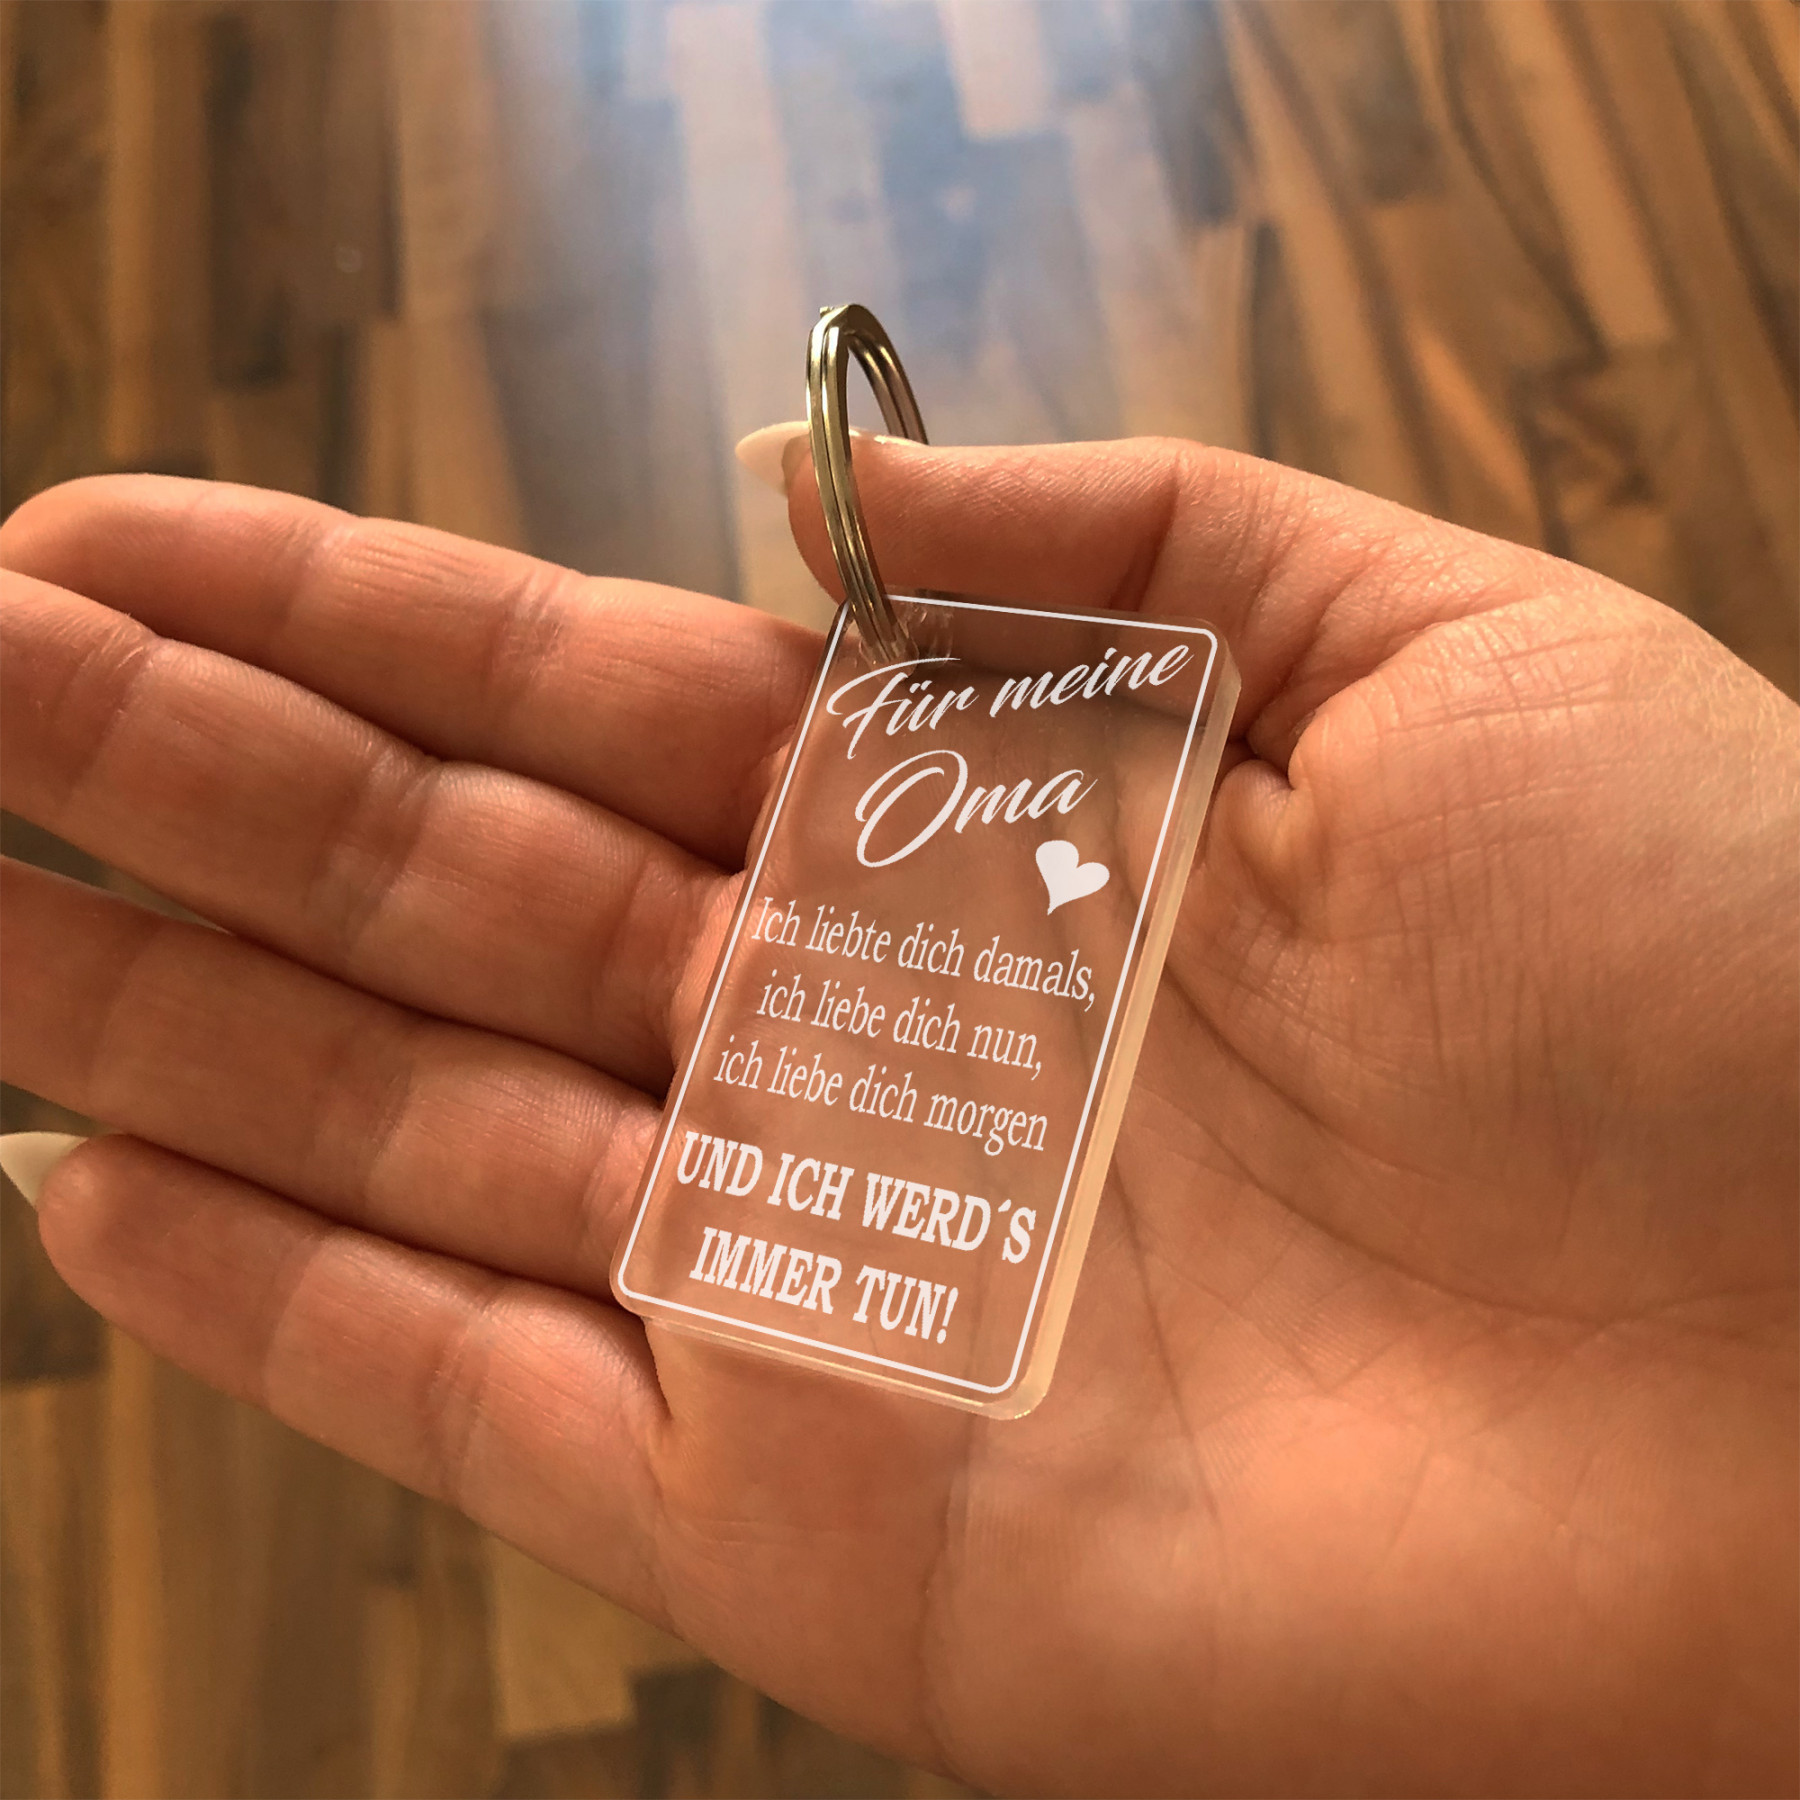 Für meine
Oma
Ich liebte dich damals,
ich liebe dich nun,
ich liebe dich morgen
UND ICH WERD´S
IMMER TUN!